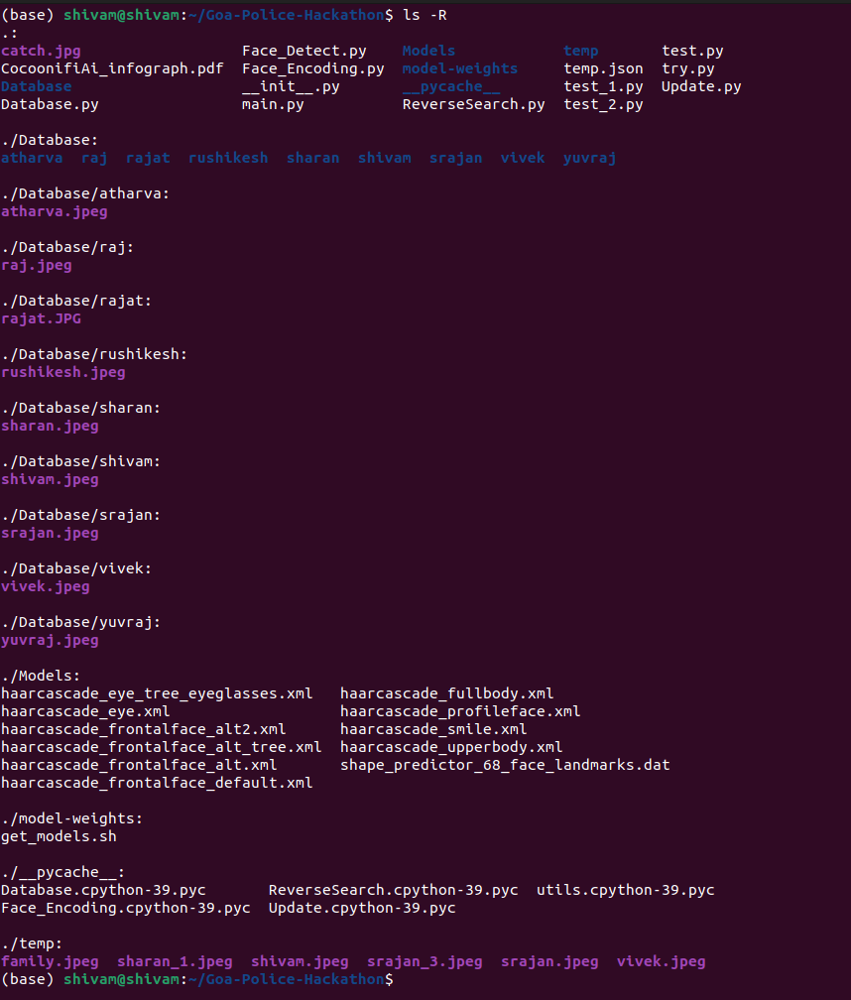 (base) shivam@shivam:~/Goa-Police-Hackathon$ ls -R
.:
catch.jpg                  Face_Detect.py    Models            temp       test.py
CocoonifiAi_infograph.pdf  Face_Encoding.py  model-weights     temp.json  try.py
Database                   __init__.py       __pycache__       test_1.py  Update.py
Database.py                main.py           ReverseSearch.py  test_2.py
./Database:
atharva  raj  rajat  rushikesh  sharan  shivam  srajan  vivek  yuvraj
./Database/atharva:
atharva.jpeg
./Database/raj:
raj.jpeg
./Database/rajat:
rajat.JPG
./Database/rushikesh:
rushikesh.jpeg
./Database/sharan:
sharan.jpeg
./Database/shivam:
shivam.jpeg
./Database/srajan:
srajan.jpeg
./Database/vivek:
vivek.jpeg
./Database/yuvraj:
yuvraj.jpeg
./Models:
haarcascade_eye_tree_eyeglasses.xml   haarcascade_fullbody.xml
haarcascade_eye.xml                   haarcascade_profileface.xml
haarcascade_frontalface_alt2.xml      haarcascade_smile.xml
haarcascade_frontalface_alt_tree.xml  haarcascade_upperbody.xml
haarcascade_frontalface_alt.xml       shape_predictor_68_face_landmarks.dat
haarcascade_frontalface_default.xml
./model-weights:
get_models.sh
./__pycache__:
Database.cpython-39.pyc       ReverseSearch.cpython-39.pyc  utils.cpython-39.pyc
Face_Encoding.cpython-39.pyc  Update.cpython-39.pyc
./temp:
family.jpeg  sharan_1.jpeg  shivam.jpeg  srajan_3.jpeg  srajan.jpeg  vivek.jpeg
(base) shivam@shivam:~/Goa-Police-Hackathon$